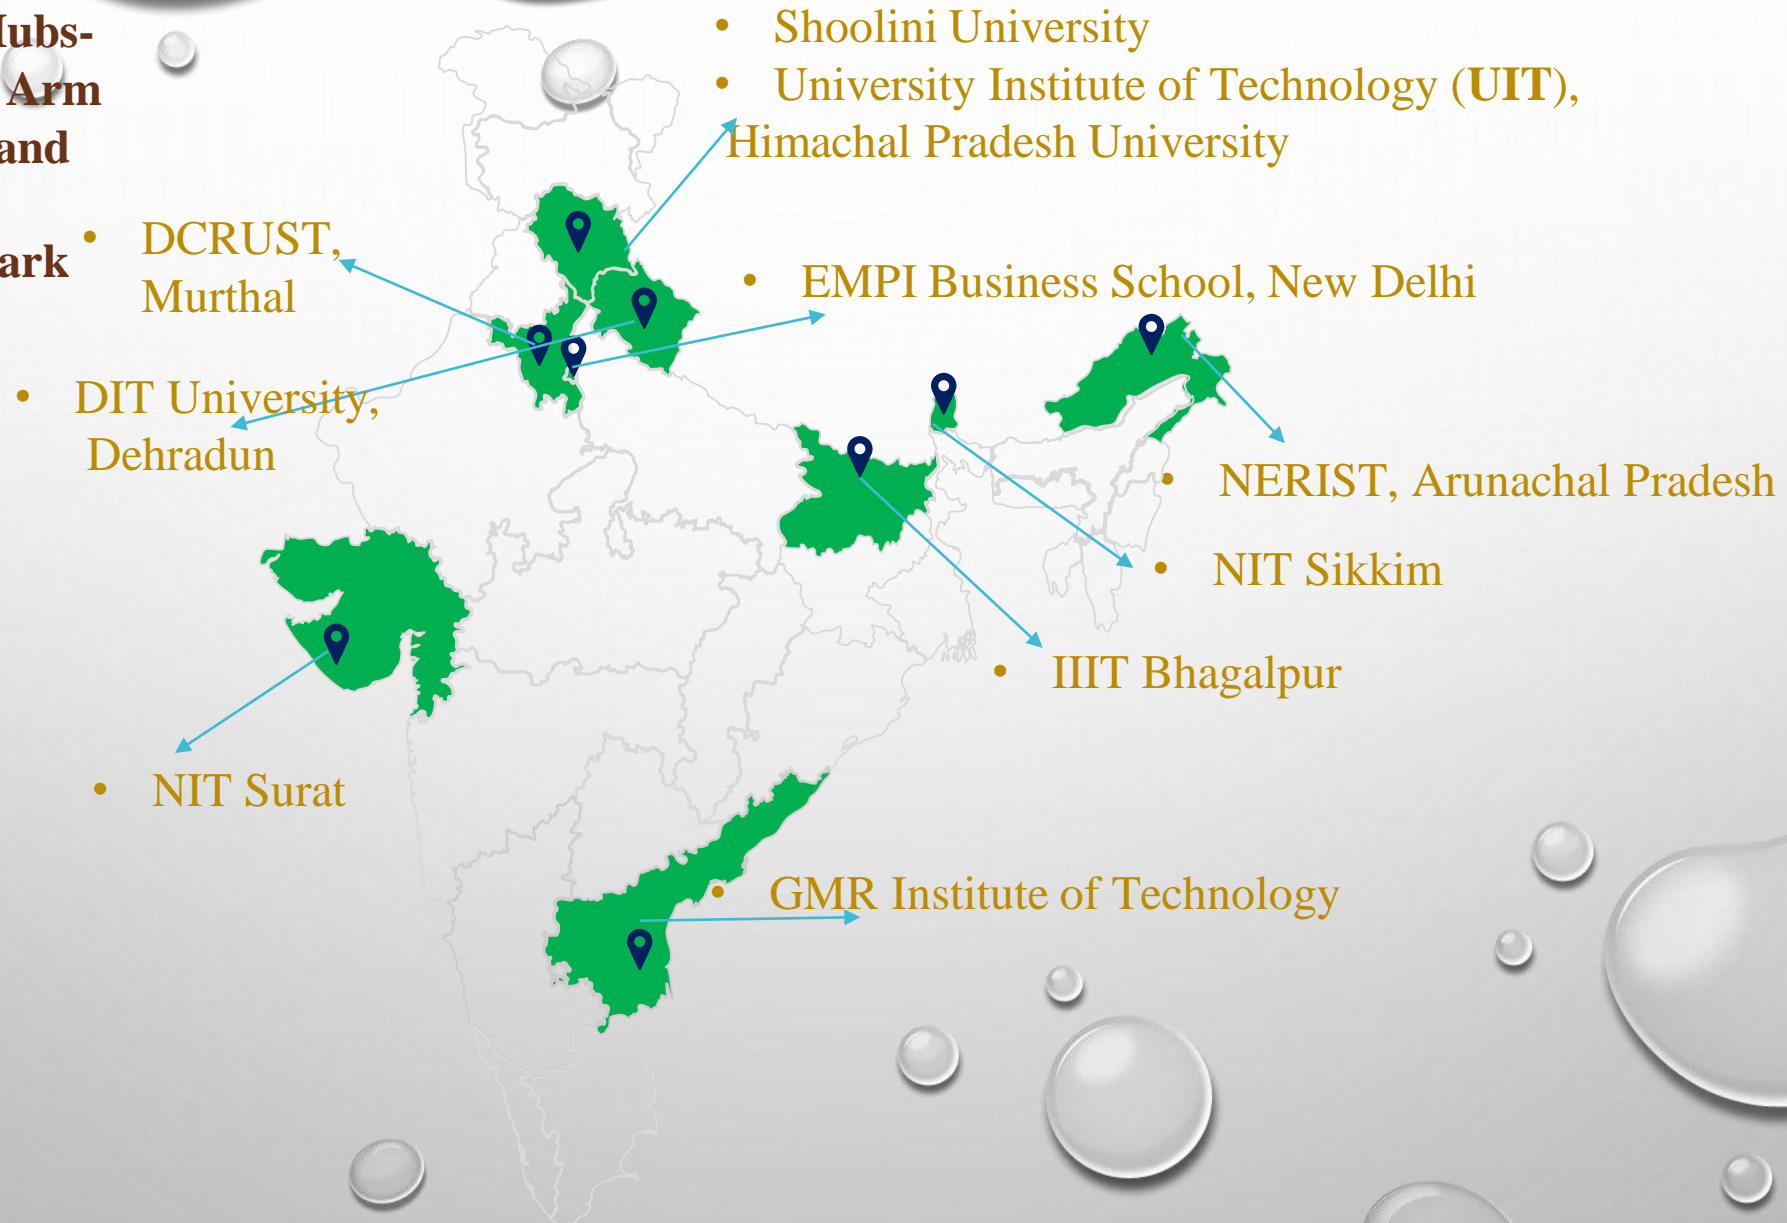 Hubs-
Arm
and
ark
• Shoolini University
• University Institute of Technology (UIT),
Himachal Pradesh University
• DCRUST,
Murthal
• EMPI Business School, New Delhi
• DIT University,
Dehradun
• NERIST, Arunachal Pradesh
• NIT Sikkim
• IIIT Bhagalpur
• NIT Surat
• GMR Institute of Technology